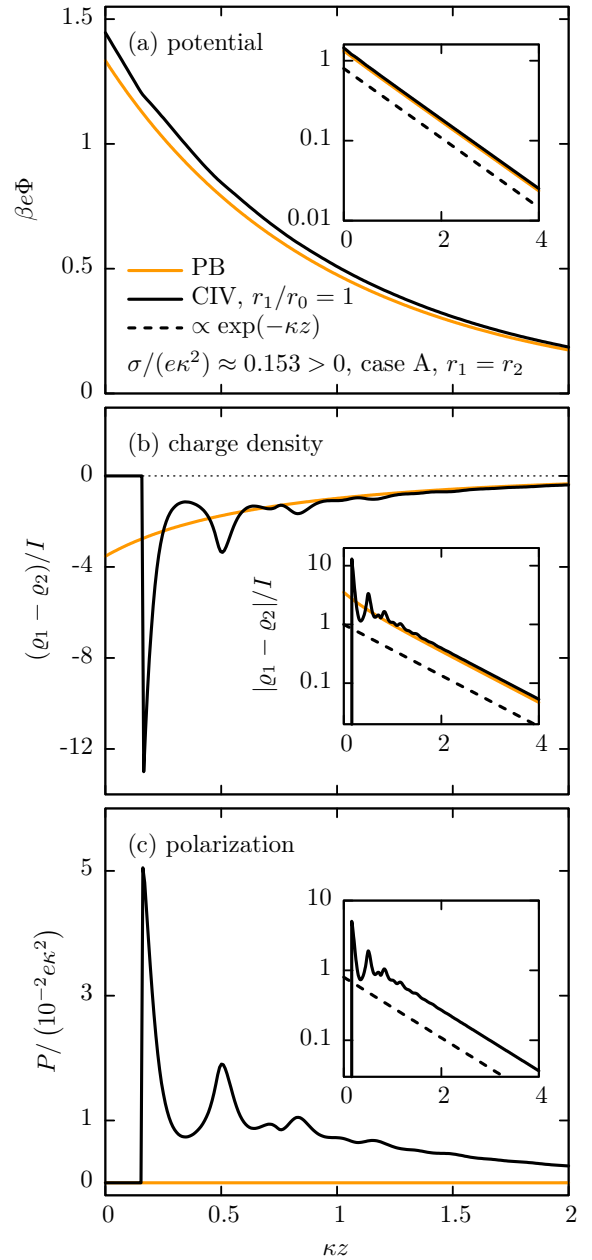 (a) potential
βeΦ
1.5
1
0.5
0
1
0.1
0.01
0 2 4
PB
CIV, r₁/r₀ = 1
∝ exp(−κz)
σ/(eκ²) ≈ 0.153 > 0, case A, r₁ = r₂
(b) charge density
(ϱ₁ − ϱ₂)/I
0
-4
-8
-12
|ϱ₁ − ϱ₂|/I
10
1
0.1
0 2 4
(c) polarization
P/(10⁻²eκ²)
5
3
1
0
10
1
0.1
0 2 4
0 0.5 1 1.5 2
κz